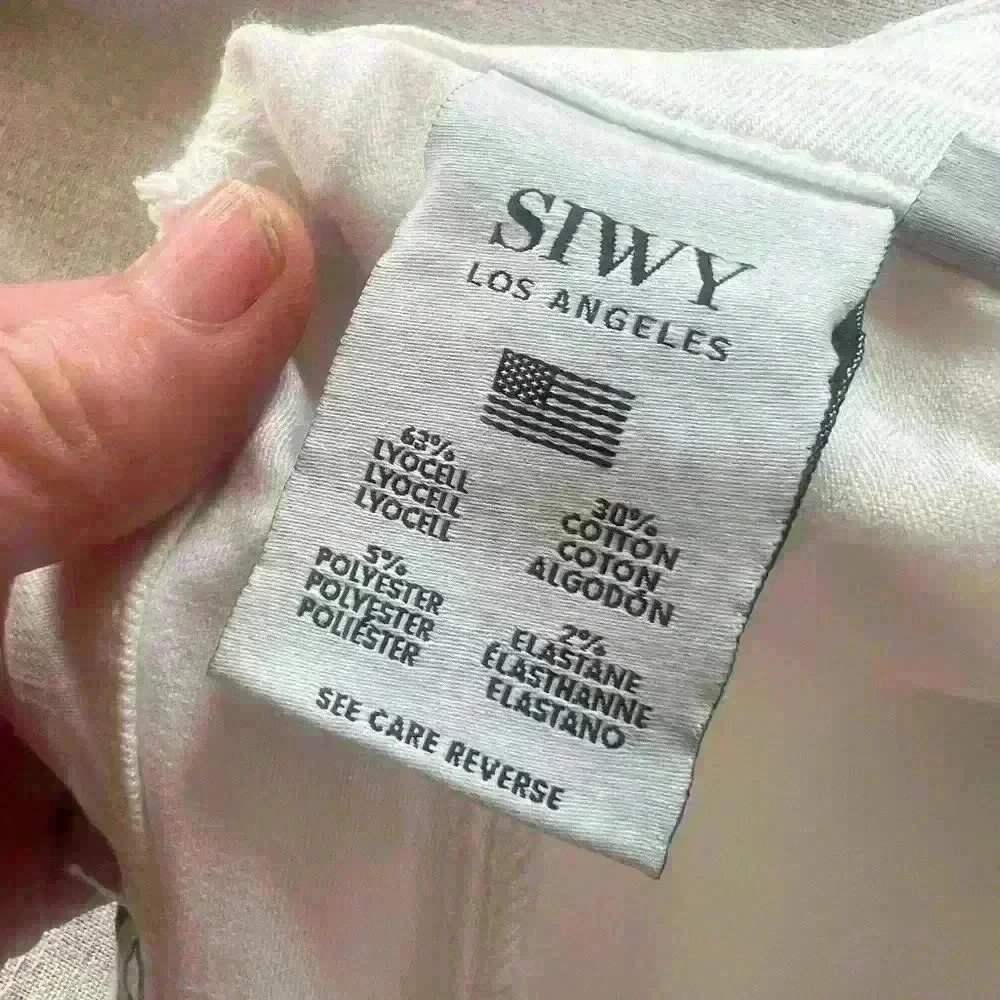 SIWY
LOS ANGELES
63%
LYOCELL
LYOCELL
LYOCELL
30%
COTTON
COTON
ALGODÓN
5%
POLYESTER
POLYESTER
POLIÉSTER
2%
ELASTANE
ÉLASTHANNE
ELASTANO
SEE CARE REVERSE